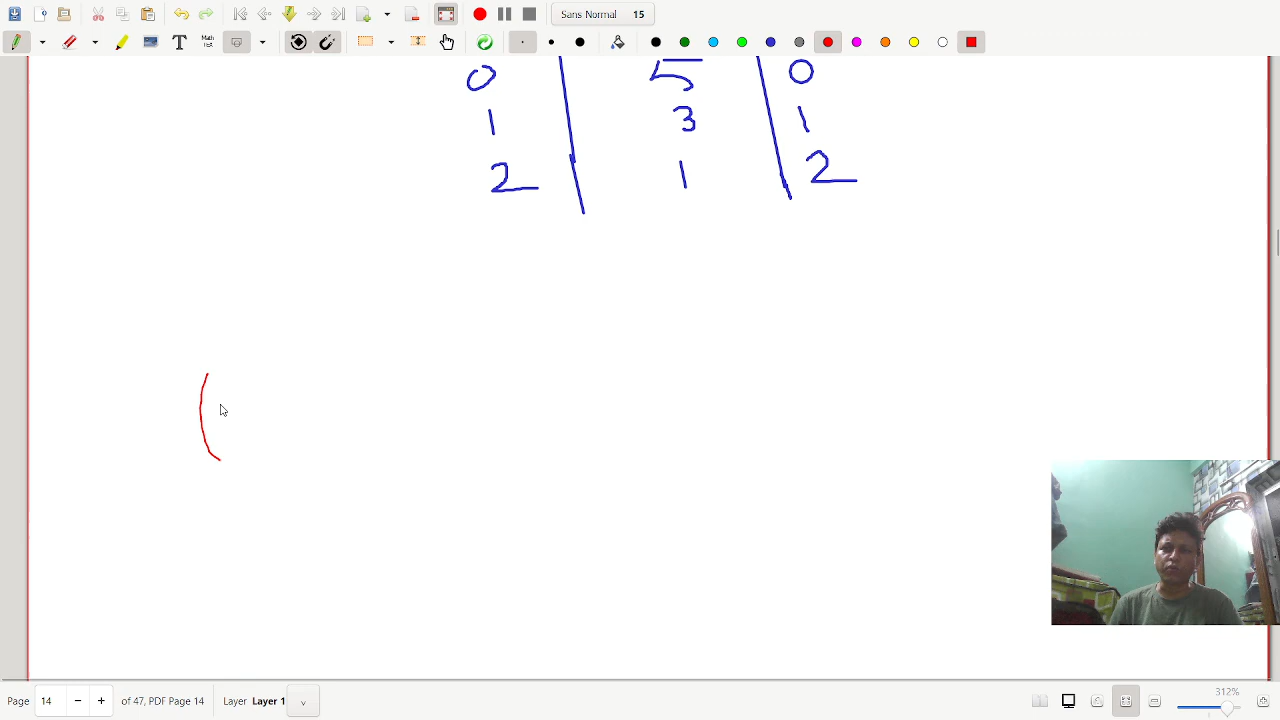 Sans Normal 15
0 5 0
1 3 1
2 1 2
(
Page 14 of 47, PDF Page 14 Layer Layer 1 312%